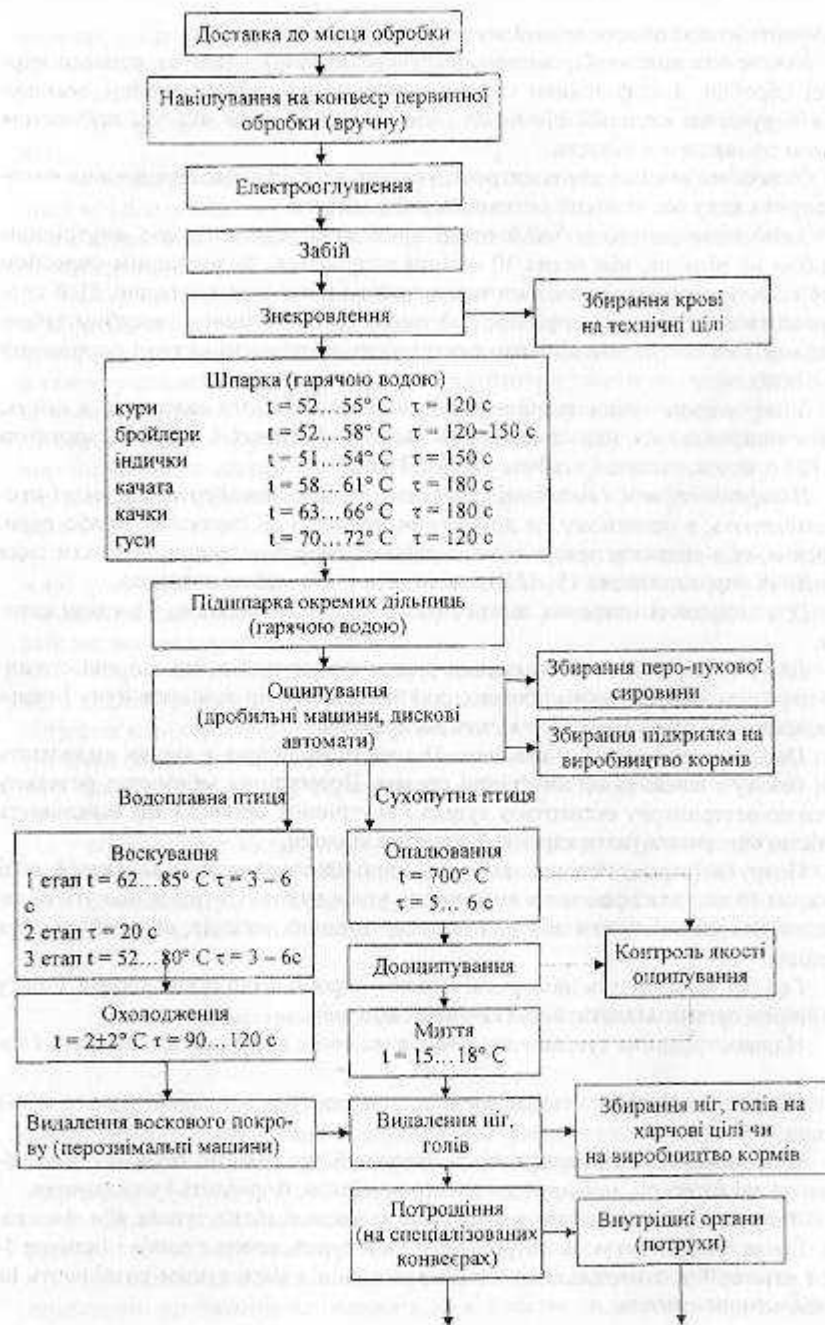 Доставка до місця обробки
Навішування на конвеєр первинної
обробки (вручну)
Електрооглушення
Забій
Знекровлення
Збирання крові
на технічні цілі
Шпарка (гарячою водою)
кури t = 52…55° C τ = 120 с
бройлери t = 52…58° C τ = 120–150 с
індички t = 51…54° C τ = 150 с
качата t = 58…61° C τ = 180 с
качки t = 63…66° C τ = 180 с
гуси t = 70…72° C τ = 120 с
Підшпарка окремих дільниць
(гарячою водою)
Ощипування
(дробильні машини, дискові
автомати)
Збирання перо-пухової
сировини
Збирання підкрилка на
виробництво кормів
Водоплавна птиця
Сухопутна птиця
Воскування
1 етап t = 62…85° C τ = 3 – 6
с
2 етап τ = 20 с
3 етап t = 52…80° C τ = 3 – 6с
Опалювання
t = 700° C
τ = 5… 6 с
Доощипування
Контроль якості
ощипування
Охолодження
t = 2±2° C τ = 90…120 с
Миття
t = 15…18° C
Видалення воскового покро-
ву (перознімальні машини)
Видалення ніг,
голів
Збирання ніг, голів на
харчові цілі чи
на виробництво кормів
Потрошіння
(на спеціалізованих
конвеєрах)
Внутрішні органи
(потрухи)